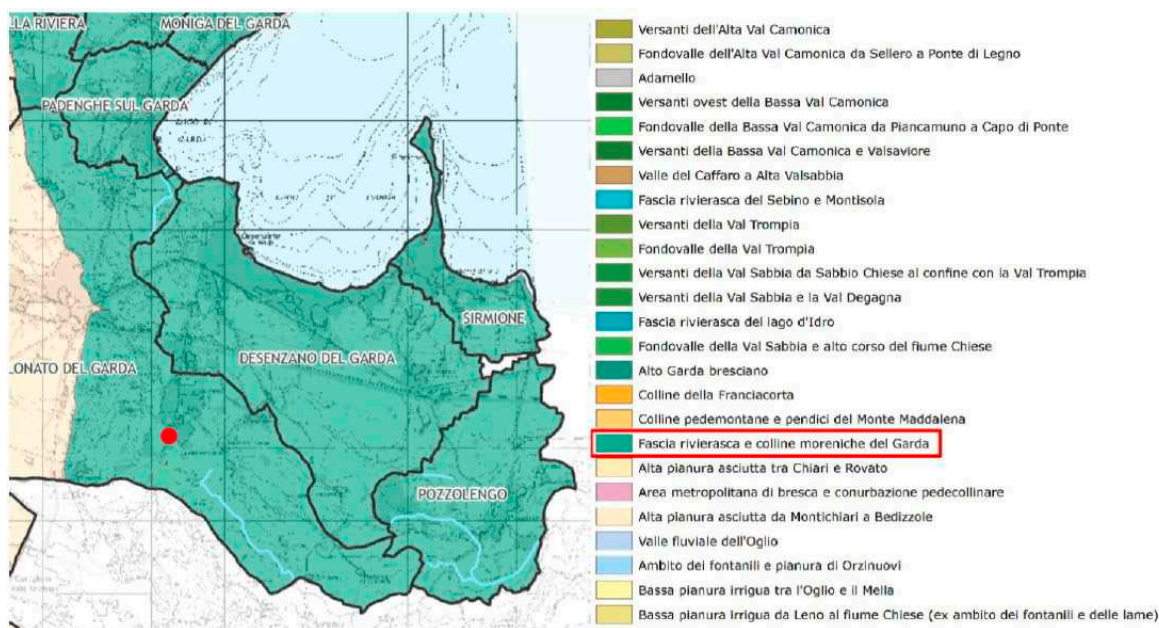 LA RIVIERA
MONIGA DEL GARDA
PADENGHE SUL GARDA
SIRMIONE
DESENZANO DEL GARDA
LONATO DEL GARDA
POZZOLENGO
Versanti dell'Alta Val Camonica
Fondovalle dell'Alta Val Camonica da Sellero a Ponte di Legno
Adamello
Versanti ovest della Bassa Val Camonica
Fondovalle della Bassa Val Camonica da Piancamuno a Capo di Ponte
Versanti della Bassa Val Camonica e Valsaviore
Valle del Caffaro a Alta Valsabbia
Fascia rivierasca del Sebino e Montisola
Versanti della Val Trompia
Fondovalle della Val Trompia
Versanti della Val Sabbia da Sabbio Chiese al confine con la Val Trompia
Versanti della Val Sabbia e la Val Degagna
Fascia rivierasca del lago d'Idro
Fondovalle della Val Sabbia e alto corso del fiume Chiese
Alto Garda bresciano
Colline della Franciacorta
Colline pedemontane e pendici del Monte Maddalena
Fascia rivierasca e colline moreniche del Garda
Alta pianura asciutta tra Chiari e Rovato
Area metropolitana di bresca e conurbazione pedecollinare
Alta pianura asciutta da Montichiari a Bedizzole
Valle fluviale dell'Oglio
Ambito dei fontanili e pianura di Orzinuovi
Bassa pianura irrigua tra l'Oglio e il Mella
Bassa pianura irrigua da Leno al fiume Chiese (ex ambito dei fontanili e delle lame)